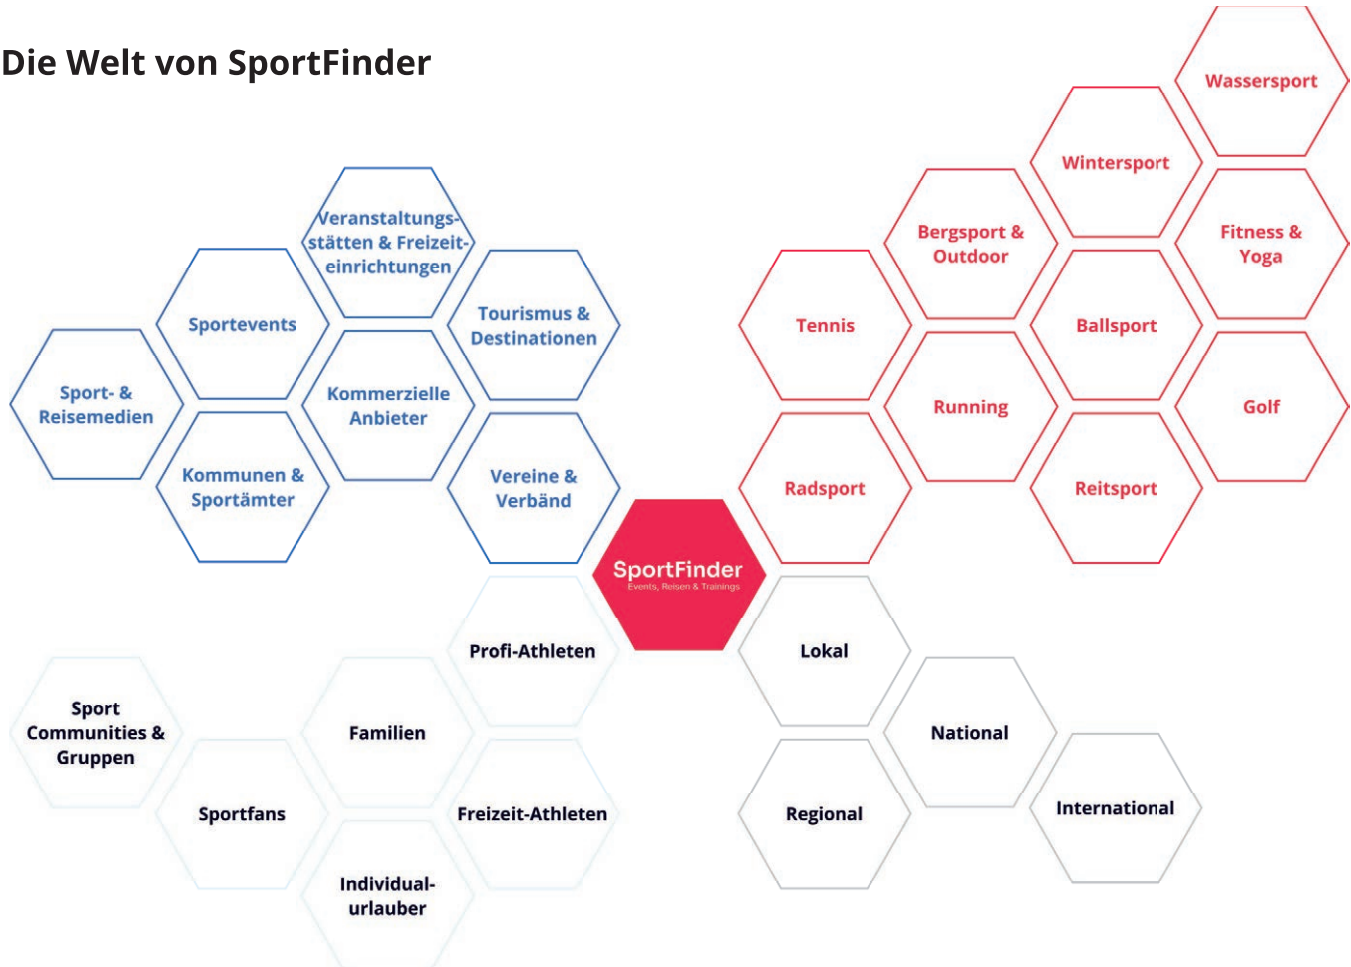 Die Welt von SportFinder
Veranstaltungs-
stätten & Freizeit-
einrichtungen
Sportevents
Tourismus &
Destinationen
Sport- &
Reisemedien
Kommerzielle
Anbieter
Kommunen &
Sportämter
Vereine &
Verbänd
Wassersport
Wintersport
Bergsport &
Outdoor
Fitness &
Yoga
Tennis
Ballsport
Running
Golf
Radsport
Reitsport
SportFinder
Events, Reisen & Trainings
Profi-Athleten
Sport
Communities &
Gruppen
Familien
Sportfans
Freizeit-Athleten
Individual-
urlauber
Lokal
National
Regional
International